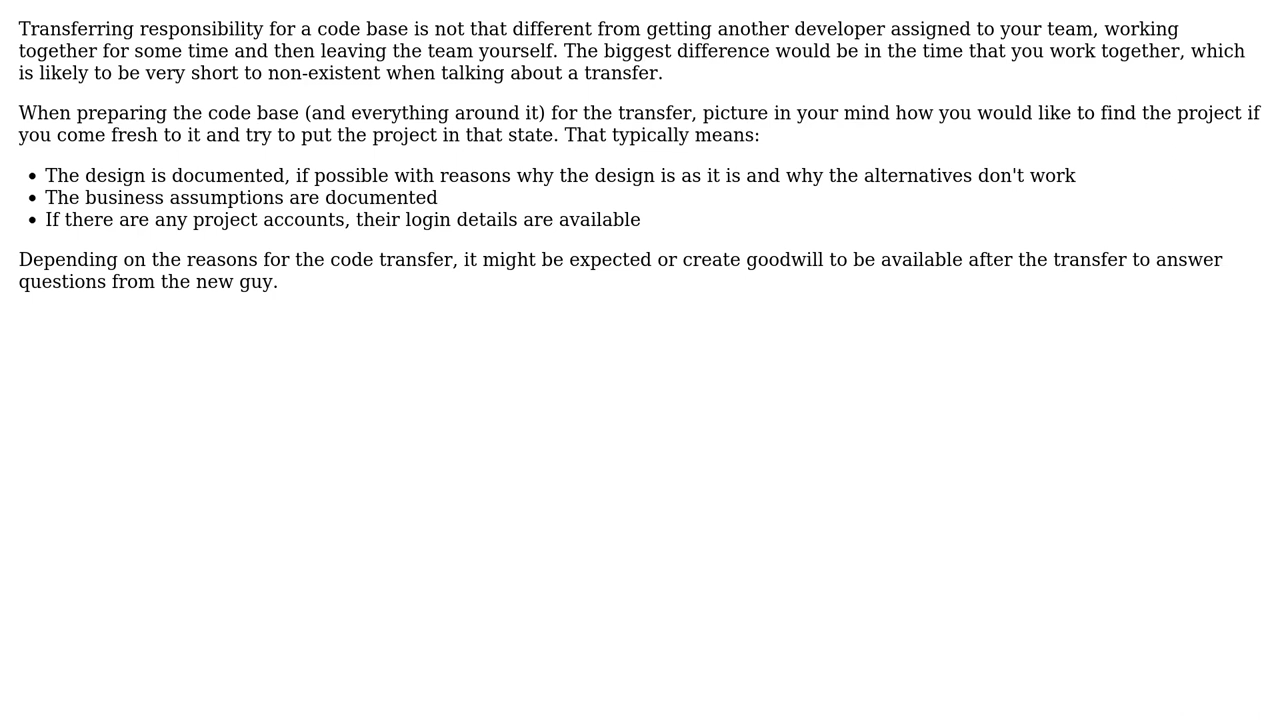 Transferring responsibility for a code base is not that different from getting another developer assigned to your team, working
together for some time and then leaving the team yourself. The biggest difference would be in the time that you work together, which
is likely to be very short to non-existent when talking about a transfer.
When preparing the code base (and everything around it) for the transfer, picture in your mind how you would like to find the project if
you come fresh to it and try to put the project in that state. That typically means:
• The design is documented, if possible with reasons why the design is as it is and why the alternatives don't work
• The business assumptions are documented
• If there are any project accounts, their login details are available
Depending on the reasons for the code transfer, it might be expected or create goodwill to be available after the transfer to answer
questions from the new guy.